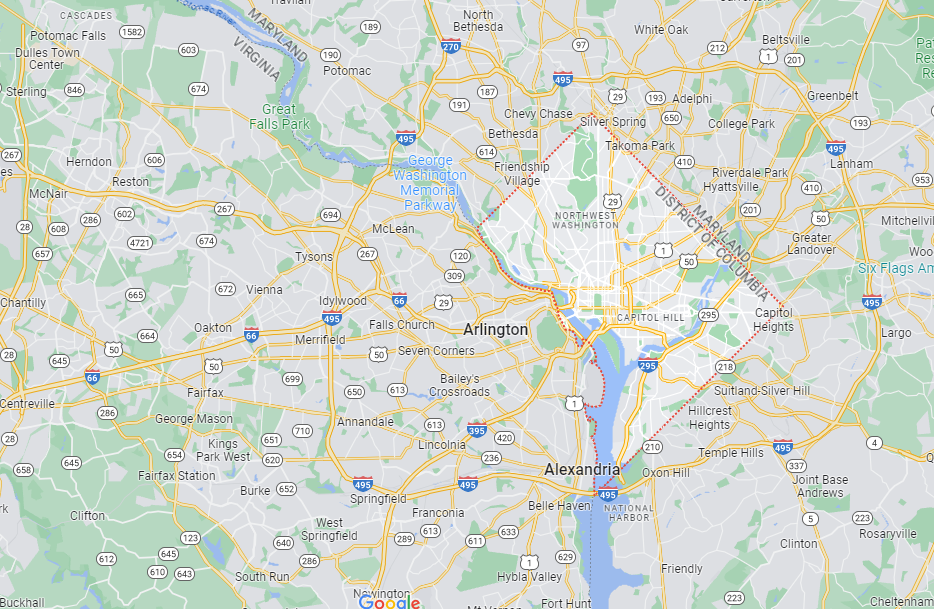 Travilah
CASCADES
Potomac Falls
1582
MARYLAND
VIRGINIA
189
North
Bethesda
270
97
White Oak
212
Beltsville
1
201
Dulles Town
Center
603
190
Potomac
495
Sterling
846
674
187
29
193
Adelphi
Greenbelt
191
Great
Falls Park
Chevy Chase
Silver Spring
650
College Park
193
495
Bethesda
495
Takoma Park
267
Herndon
606
614
George
Washington
Memorial
Parkway
Friendship
Village
410
Lanham
Riverdale Park
Hyattsville
410
953
Reston
McNair
29
MARYLAND
DISTRICT OF COLUMBIA
201
50
Mitchellvill
28
608
286
602
267
694
NORTHWEST
WASHINGTON
McLean
4721
674
Greater
Landover
657
Tysons
267
120
1
50
Woo
309
Six Flags Am
672
Vienna
665
Chantilly
Idylwood
66
29
495
495
Falls Church
Arlington
CAPITOL HILL
295
Capitol
Heights
Largo
Oakton
66
664
Merrifield
50
28
645
50
50
Seven Corners
295
218
66
699
650
613
Bailey's
Crossroads
Suitland-Silver Hill
Centreville
Fairfax
1
286
George Mason
Annandale
613
Hillcrest
Heights
28
710
395
420
Kings
Park West
651
Lincolnia
210
495
4
654
620
236
Temple Hills
658
645
Fairfax Station
Alexandria
Oxon Hill
337
Joint Base
Andrews
Burke
652
495
495
495
Springfield
Belle Haven
NATIONAL
HARBOR
Clifton
Franconia
5
223
West
Springfield
613
633
Rosaryville
123
640
289
611
Clinton
645
612
286
1
629
Friendly
610
643
South Run
Hybla Valley
Newington
Google
Buckhall
Fort Hunt
223
Cheltenham